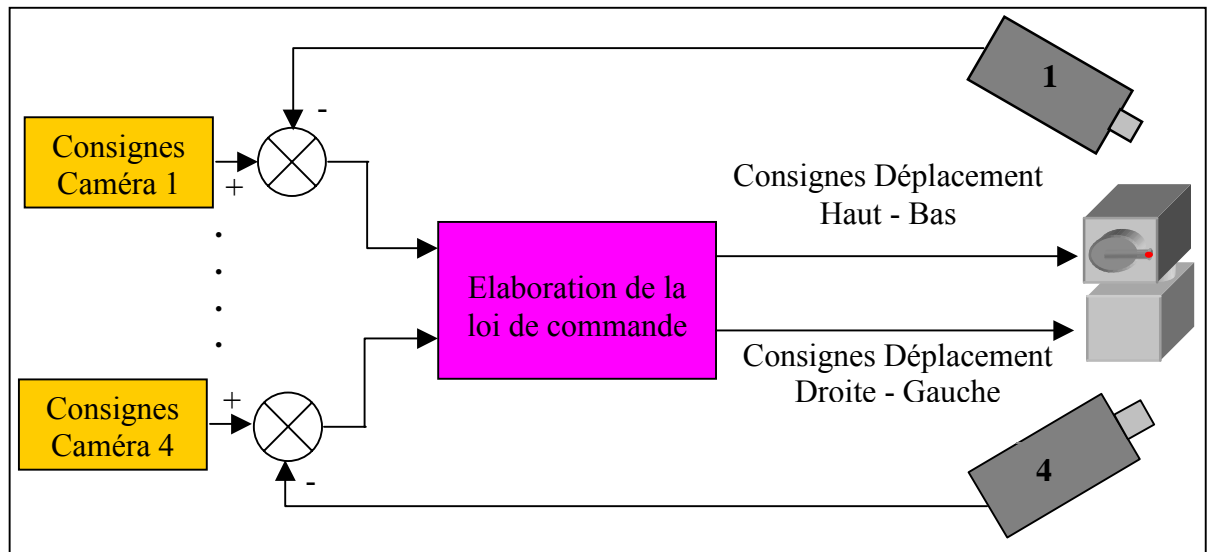 1
-
Consignes
Caméra 1
+
Consignes Déplacement
Haut - Bas
Elaboration de la
loi de commande
Consignes Déplacement
Droite - Gauche
Consignes
Caméra 4
+
-
4